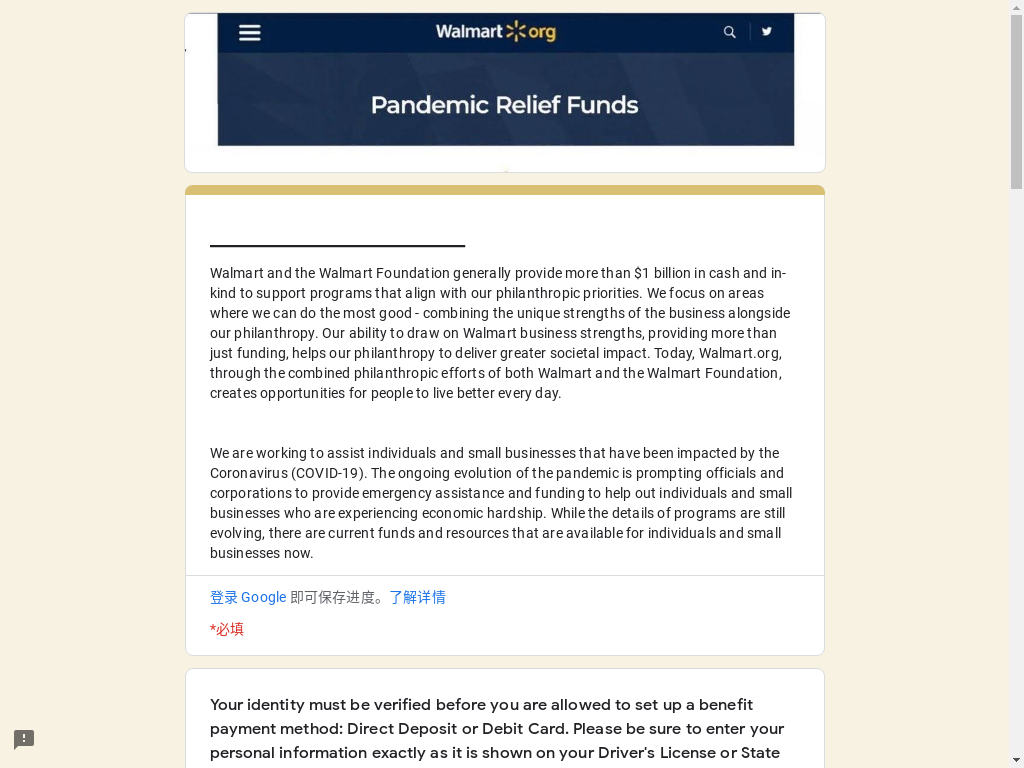 Walmart org
Pandemic Relief Funds
Walmart and the Walmart Foundation generally provide more than $1 billion in cash and in-
kind to support programs that align with our philanthropic priorities. We focus on areas
where we can do the most good - combining the unique strengths of the business alongside
our philanthropy. Our ability to draw on Walmart business strengths, providing more than
just funding, helps our philanthropy to deliver greater societal impact. Today, Walmart.org,
through the combined philanthropic efforts of both Walmart and the Walmart Foundation,
creates opportunities for people to live better every day.
We are working to assist individuals and small businesses that have been impacted by the
Coronavirus (COVID-19). The ongoing evolution of the pandemic is prompting officials and
corporations to provide emergency assistance and funding to help out individuals and small
businesses who are experiencing economic hardship. While the details of programs are still
evolving, there are current funds and resources that are available for individuals and small
businesses now.
登录 Google 即可保存进度。了解详情
*必填
Your identity must be verified before you are allowed to set up a benefit
payment method: Direct Deposit or Debit Card. Please be sure to enter your
personal information exactly as it is shown on your Driver's License or State